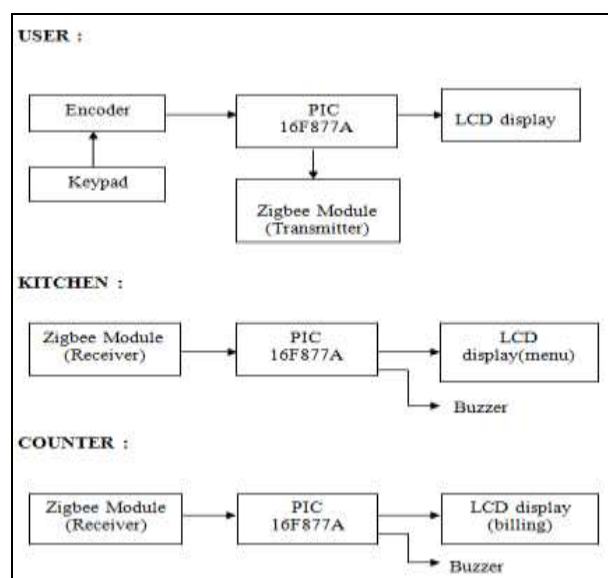 USER :
Encoder
PIC
16F877A
LCD display
Keypad
Zigbee Module
(Transmitter)
KITCHEN :
Zigbee Module
(Receiver)
PIC
16F877A
LCD
display(menu)
Buzzer
COUNTER :
Zigbee Module
(Receiver)
PIC
16F877A
LCD display
(billing)
Buzzer